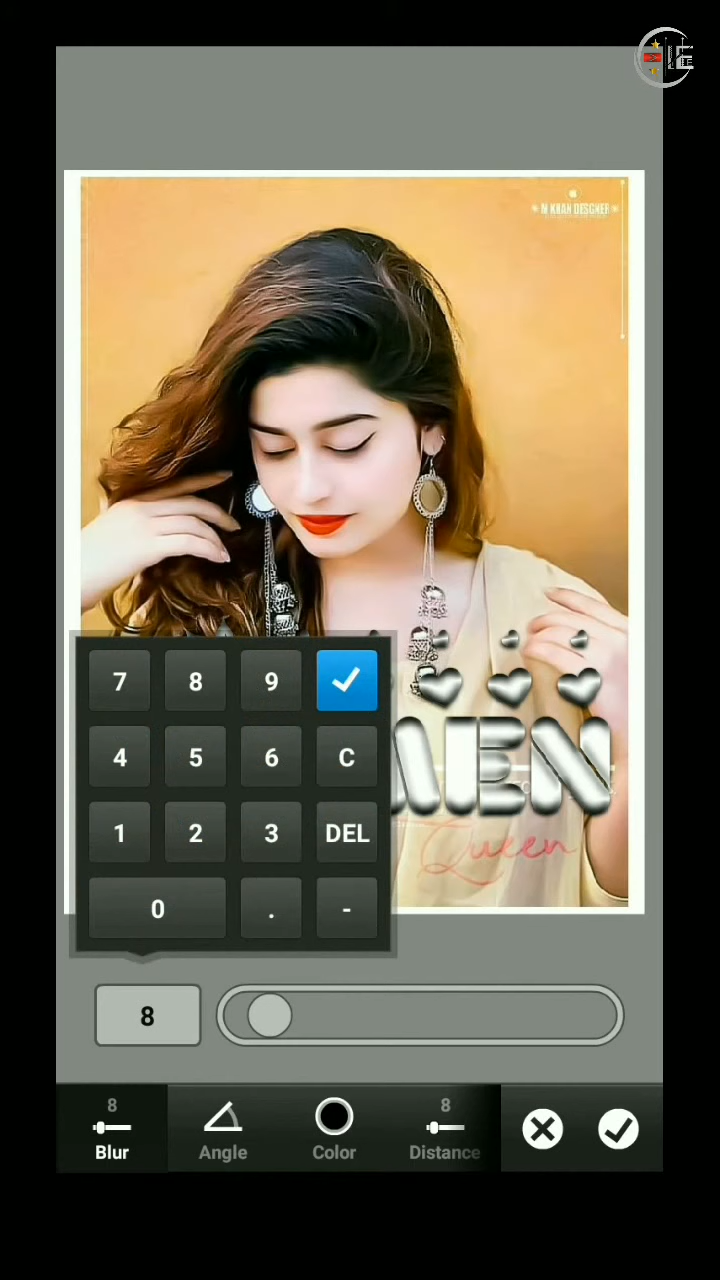 N KHAN DESGNER
7 8 9
AEN
4 5 6 C
1 2 3 DEL
Queen
0 . -
8
8 8
Blur Angle Color Distance